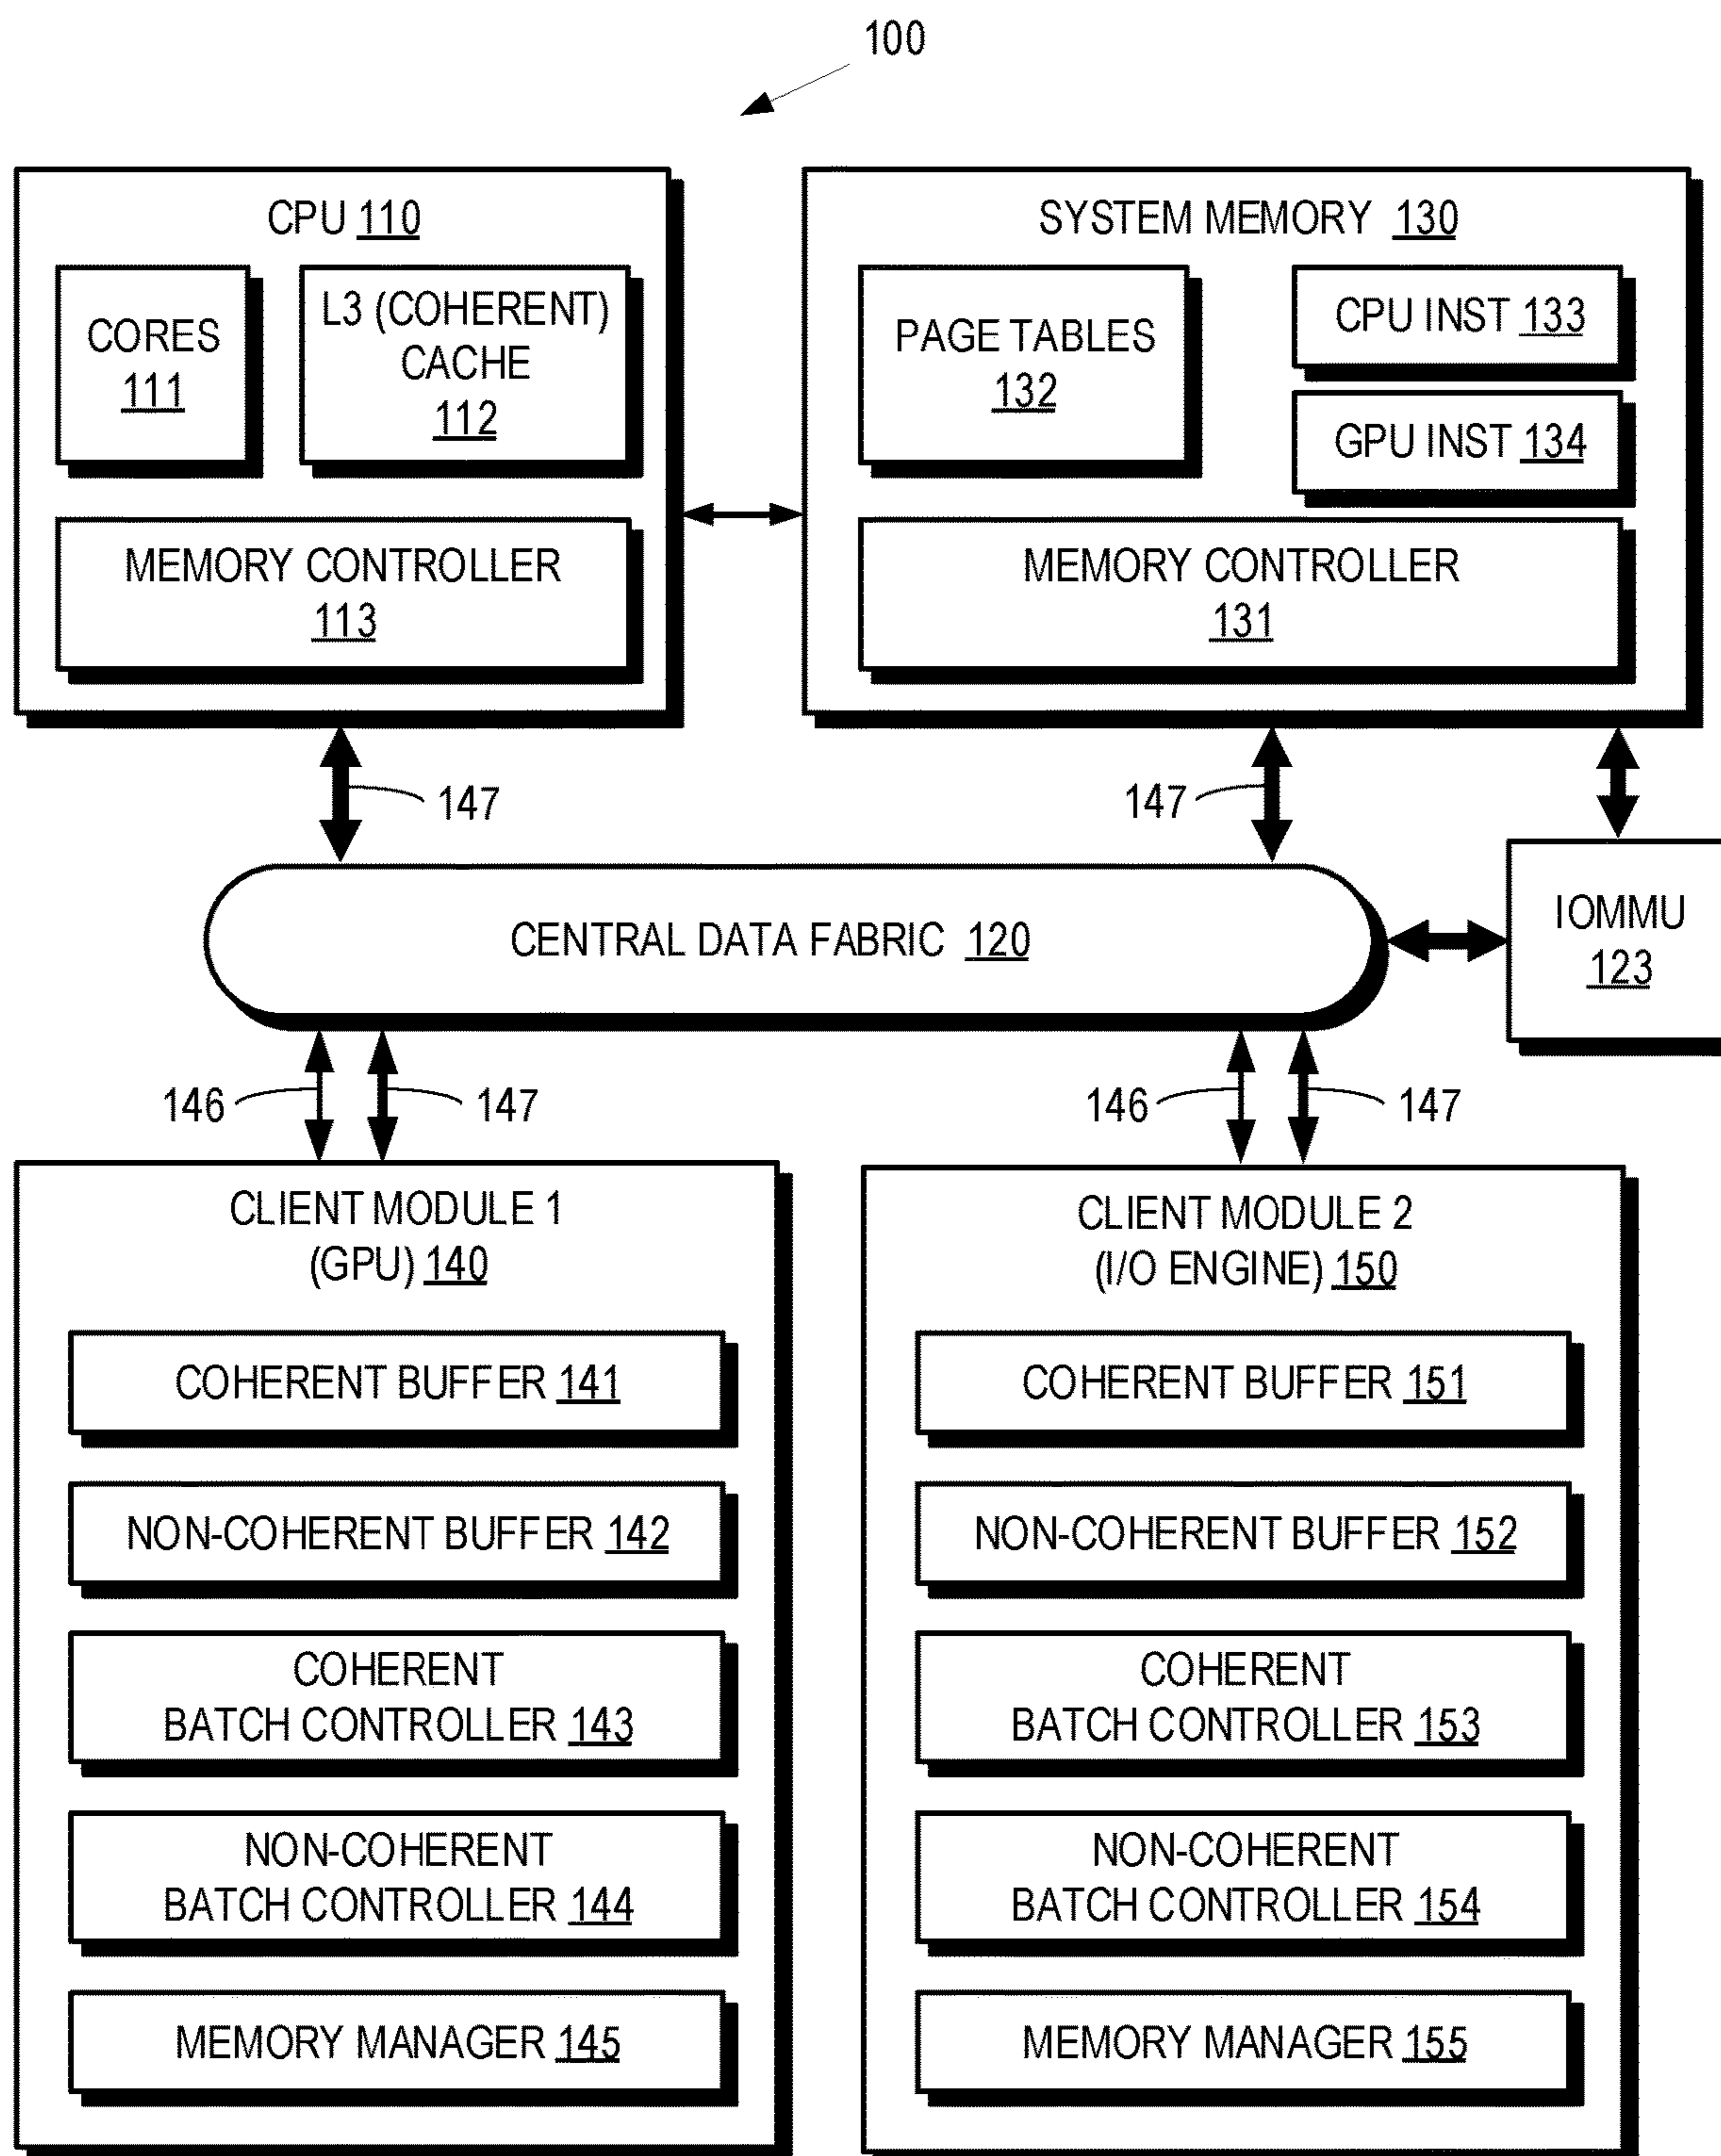 100
CPU 110
CORES
111
L3 (COHERENT)
CACHE
112
MEMORY CONTROLLER
113
SYSTEM MEMORY 130
PAGE TABLES
132
CPU INST 133
GPU INST 134
MEMORY CONTROLLER
131
147
147
CENTRAL DATA FABRIC 120
IOMMU
123
146
147
146
147
CLIENT MODULE 1
(GPU) 140
COHERENT BUFFER 141
NON-COHERENT BUFFER 142
COHERENT
BATCH CONTROLLER 143
NON-COHERENT
BATCH CONTROLLER 144
MEMORY MANAGER 145
CLIENT MODULE 2
(I/O ENGINE) 150
COHERENT BUFFER 151
NON-COHERENT BUFFER 152
COHERENT
BATCH CONTROLLER 153
NON-COHERENT
BATCH CONTROLLER 154
MEMORY MANAGER 155